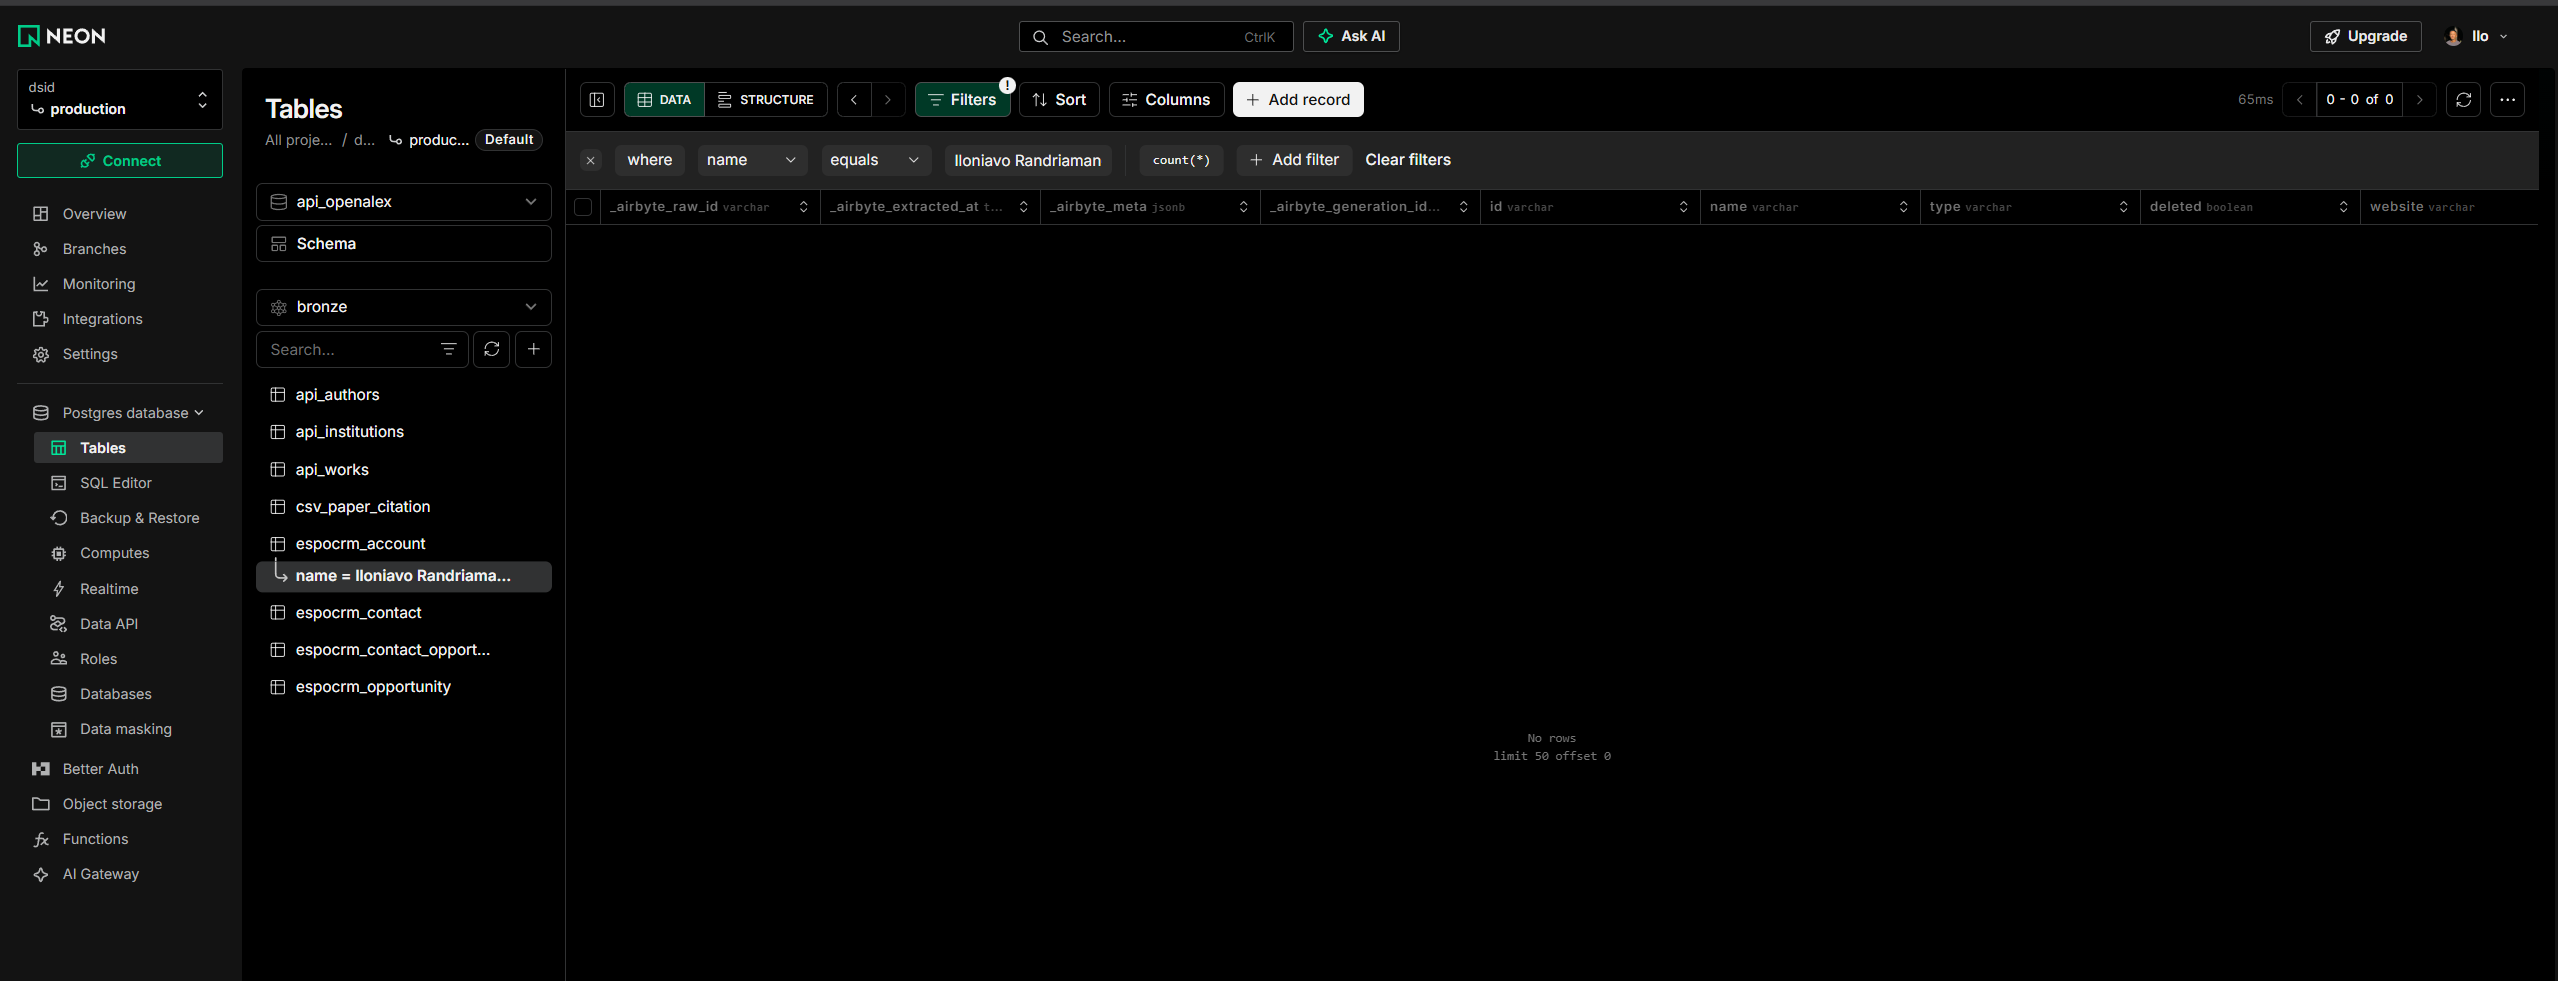 NEON
Search...
CtrlK
Ask AI
Upgrade
Ilo
dsid
production
Connect
Overview
Branches
Monitoring
Integrations
Settings
Postgres database
Tables
SQL Editor
Backup & Restore
Computes
Realtime
Data API
Roles
Databases
Data masking
Better Auth
Object storage
Functions
AI Gateway
Tables
All proje... / d... produc... Default
api_openalex
Schema
bronze
Search...
api_authors
api_institutions
api_works
csv_paper_citation
espocrm_account
name = Iloniavo Randriama...
espocrm_contact
espocrm_contact_opport...
espocrm_opportunity
DATA STRUCTURE Filters ! Sort Columns Add record 65ms 0 - 0 of 0
where name equals Iloniavo Randriaman count(*) Add filter Clear filters
_airbyte_raw_id varchar _airbyte_extracted_at t... _airbyte_meta jsonb _airbyte_generation_id... id varchar name varchar type varchar deleted boolean website varchar
No rows
limit 50 offset 0